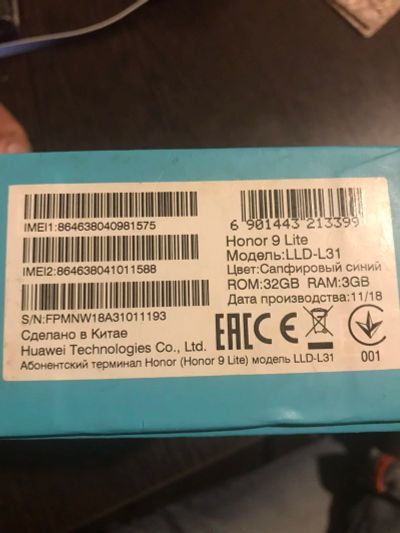 IMEI1:864638040981575
IMEI2:864638041011588
S/N:FPMNW18A31011193
Сделано в Китае
Huawei Technologies Co., Ltd.
Абонентский терминал Honor (Honor 9 Lite) модель LLD-L31
6 901443 213399
Honor 9 Lite
Модель:LLD-L31
Цвет:Сапфировый синий
ROM:32GB RAM:3GB
Дата производства:11/18
EAC CE
001